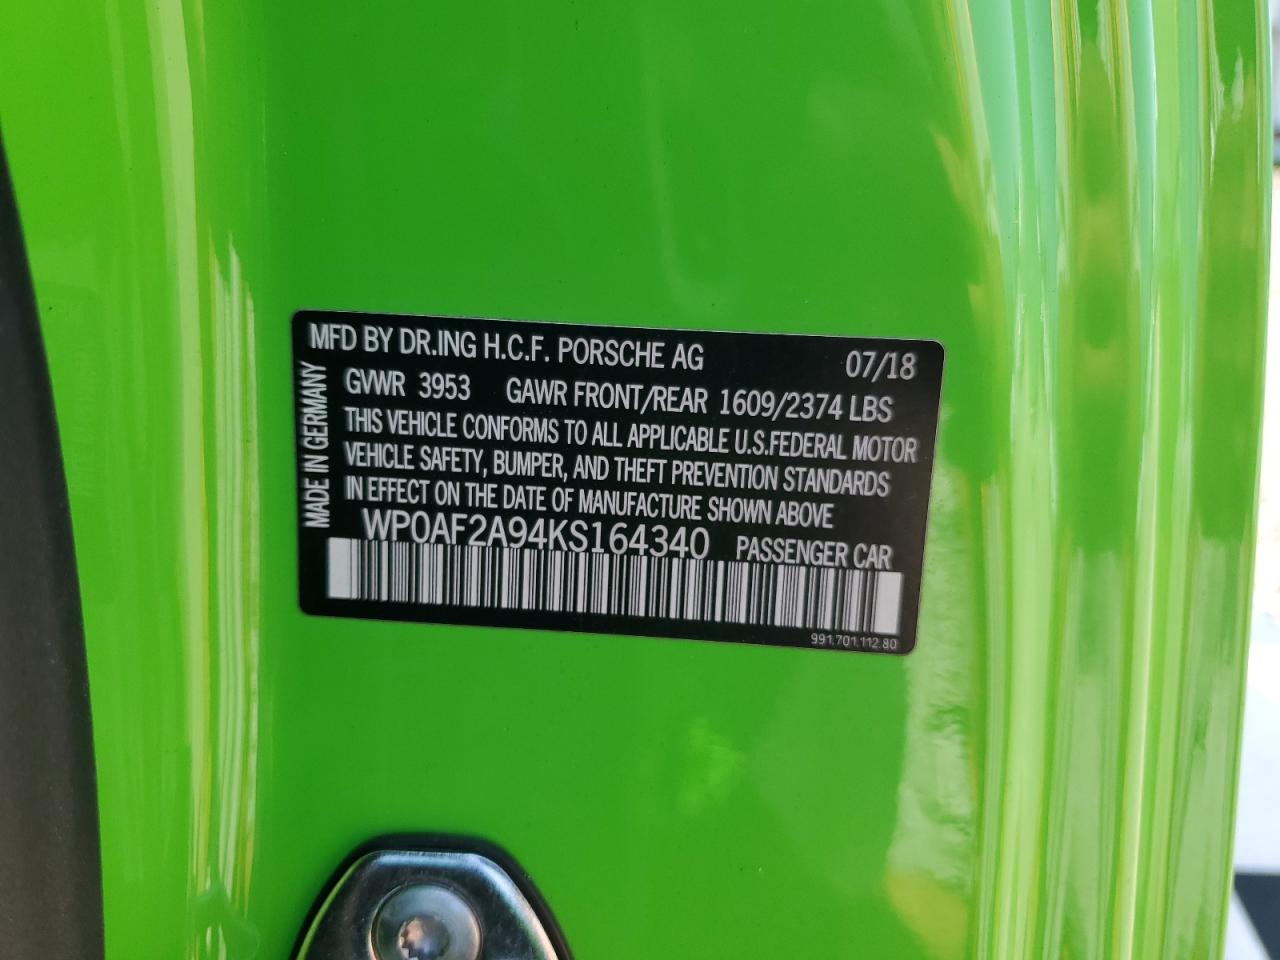 MFD BY DR.ING H.C.F. PORSCHE AG 07/18
MADE IN GERMANY
GVWR 3953 GAWR FRONT/REAR 1609/2374 LBS
THIS VEHICLE CONFORMS TO ALL APPLICABLE U.S.FEDERAL MOTOR
VEHICLE SAFETY, BUMPER, AND THEFT PREVENTION STANDARDS
IN EFFECT ON THE DATE OF MANUFACTURE SHOWN ABOVE
WP0AF2A94KS164340 PASSENGER CAR
991.701.112.80